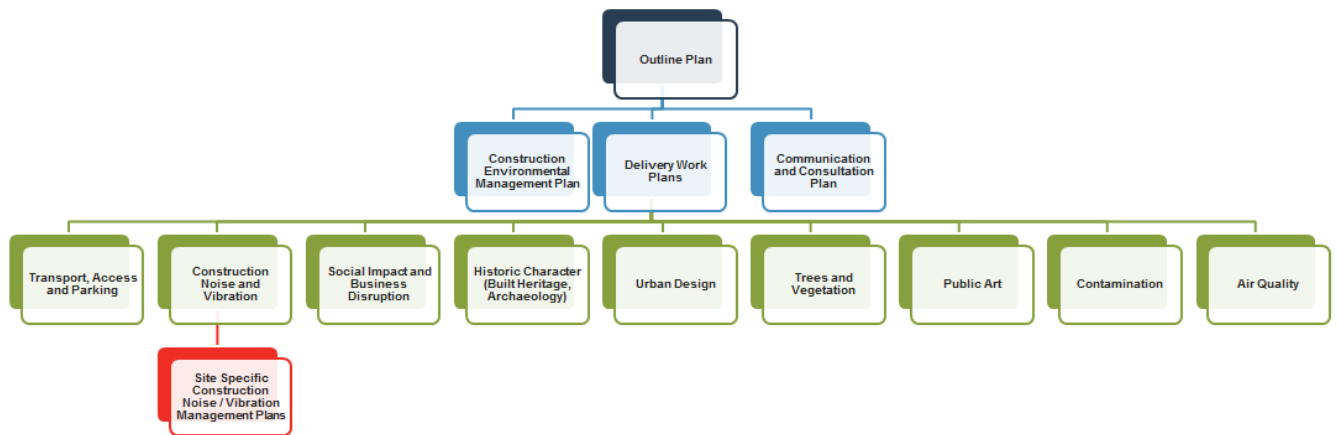 Outline Plan
Construction
Environmental
Management Plan
Delivery Work
Plans
Communication
and Consultation
Plan
Transport, Access
and Parking
Construction
Noise and
Vibration
Social Impact and
Business
Disruption
Historic Character
(Built Heritage,
Archaeology)
Urban Design
Trees and
Vegetation
Public Art
Contamination
Air Quality
Site Specific
Construction
Noise / Vibration
Management Plans